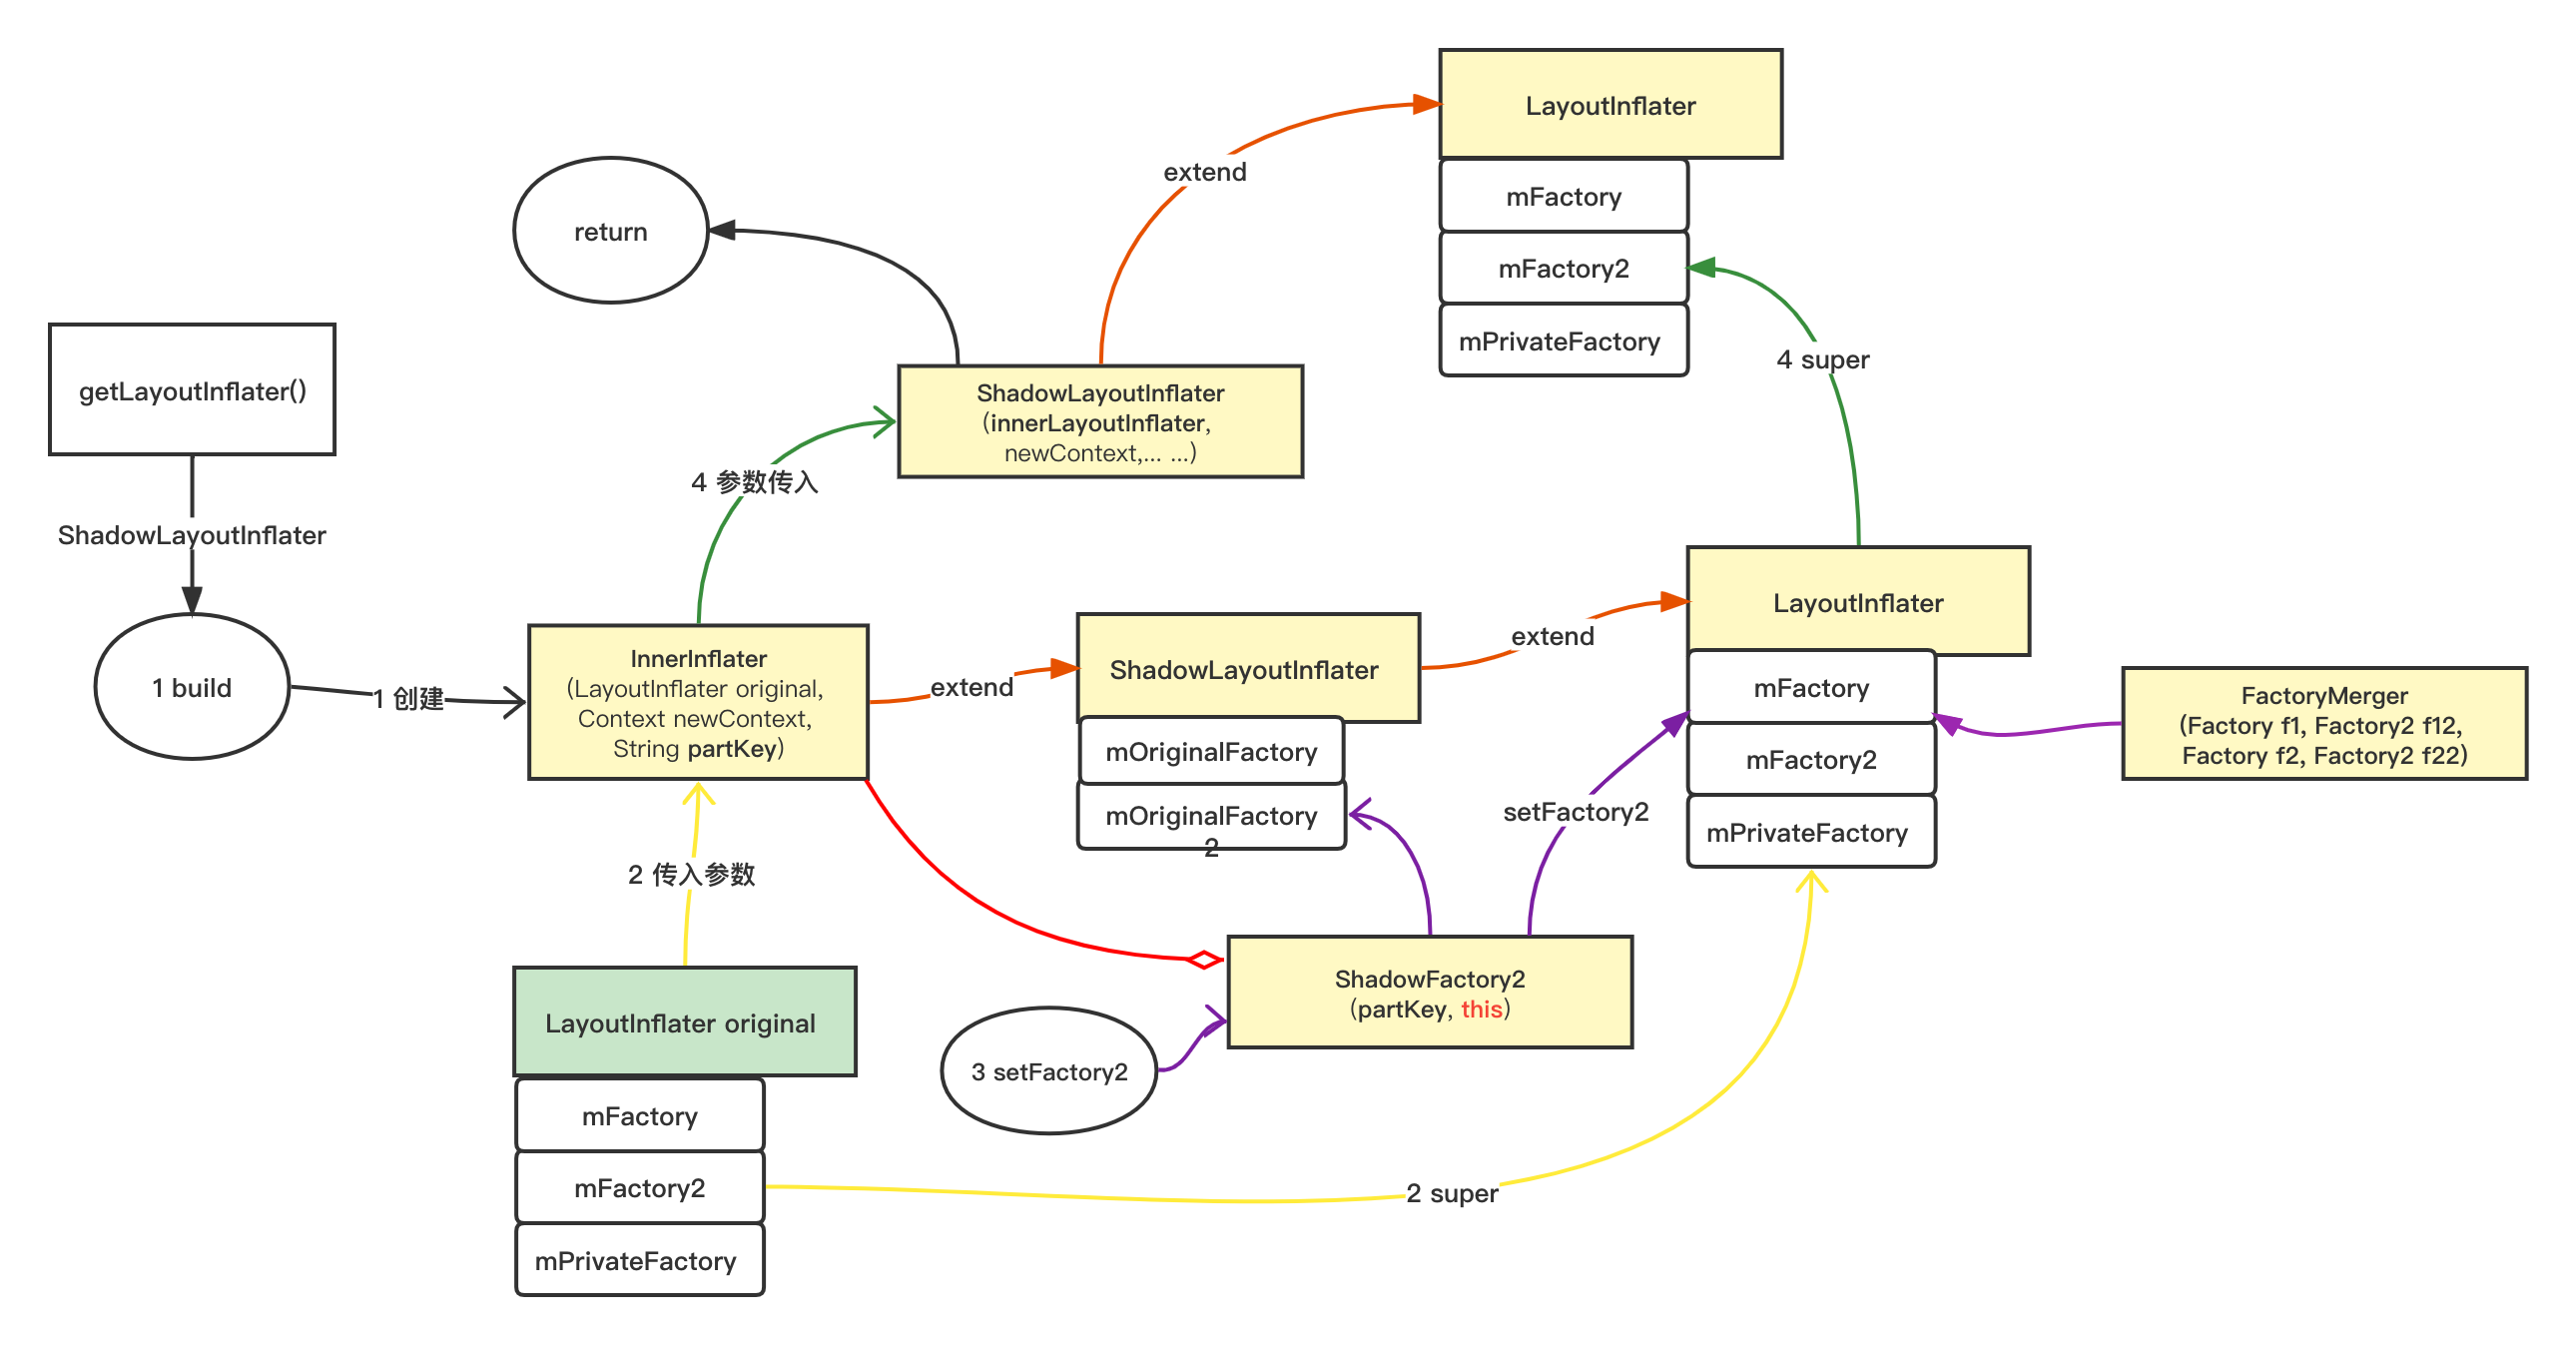 LayoutInflater
mFactory
mFactory2
mPrivateFactory
extend
return
4 super
getLayoutInflater()
ShadowLayoutInflater
(innerLayoutInflater,
newContext,... ...)
4 参数传入
ShadowLayoutInflater
1 build
1 创建
InnerInflater
(LayoutInflater original,
Context newContext,
String partKey)
extend
ShadowLayoutInflater
mOriginalFactory
mOriginalFactory
2
extend
LayoutInflater
mFactory
mFactory2
mPrivateFactory
FactoryMerger
(Factory f1, Factory2 f12,
Factory f2, Factory2 f22)
setFactory2
2 传入参数
ShadowFactory2
(partKey, this)
3 setFactory2
LayoutInflater original
mFactory
mFactory2
mPrivateFactory
2 super